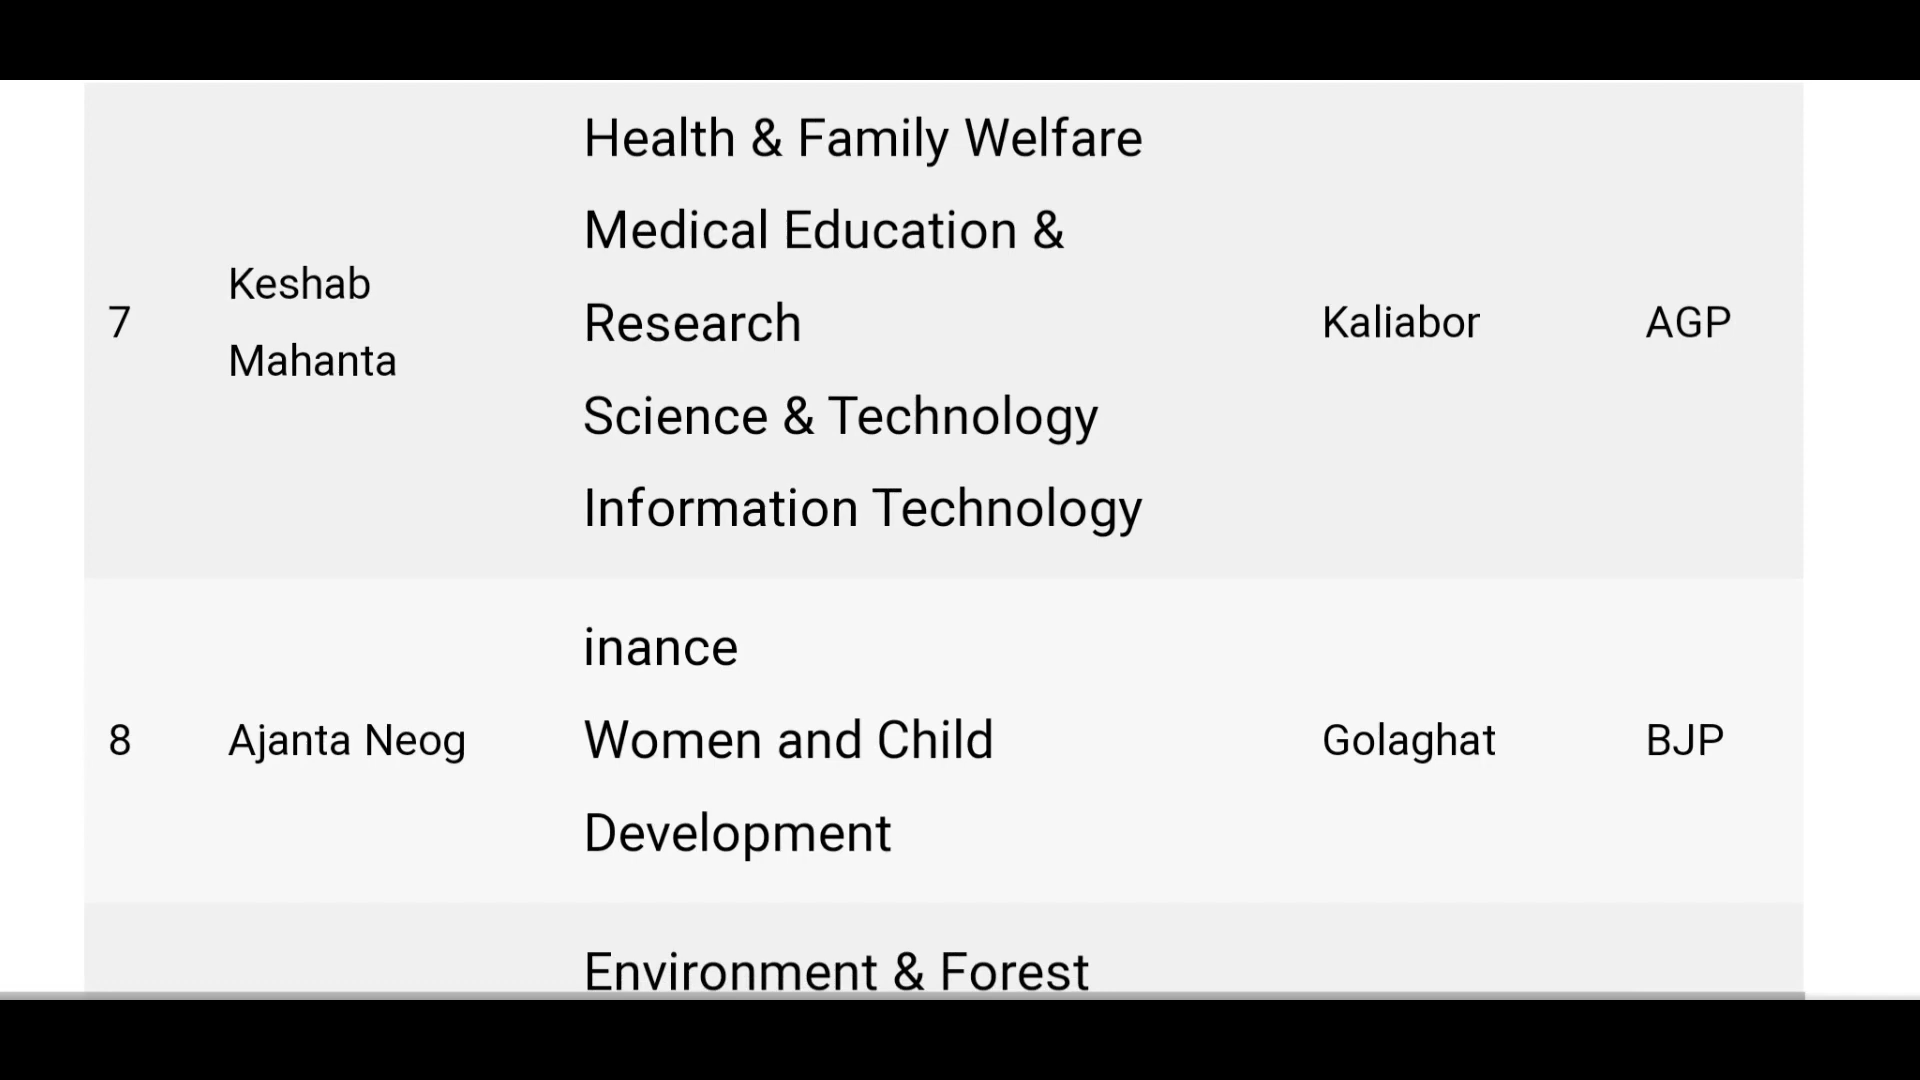 Health & Family Welfare
Medical Education &
Research
Science & Technology
Information Technology
7
Keshab
Mahanta
Kaliabor
AGP
inance
Women and Child
Development
8
Ajanta Neog
Golaghat
BJP
Environment & Forest